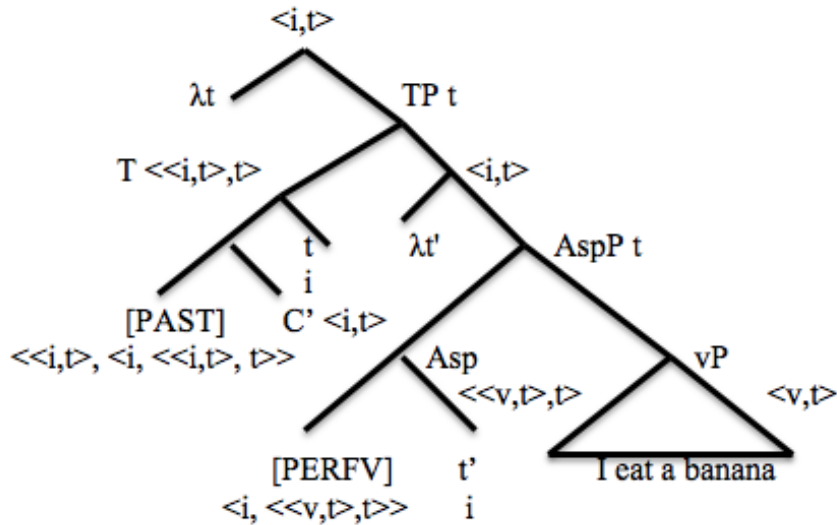 <i,t>
λt
TP t
T <<i,t>,t>
<i,t>
t
λt'
AspP t
i
[PAST]
C’ <i,t>
<<i,t>, <i, <<i,t>, t>>
Asp
vP
<<v,t>,t>
<v,t>
[PERFV]
t’
I eat a banana
<i, <<v,t>,t>>
i